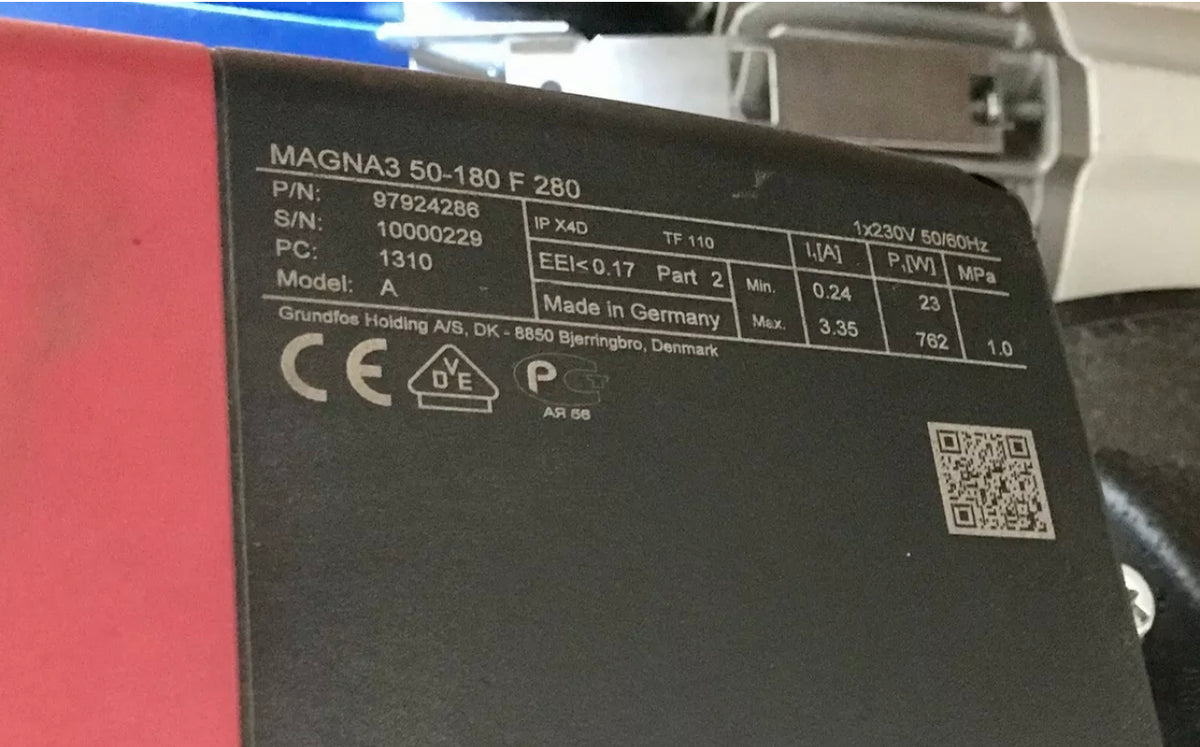 MAGNA3 50-180 F 280
P/N: 97924286
S/N: 10000229
PC: 1310
Model: A
IP X4D TF 110
EEI≤0.17 Part 2
Made in Germany
1x230V 50/60Hz
I₁[A] P₁[W] MPa
Min. 0.24 23
Max. 3.35 762 1.0
Grundfos Holding A/S, DK - 8850 Bjerringbro, Denmark
CE VDE PG
АЯ 56